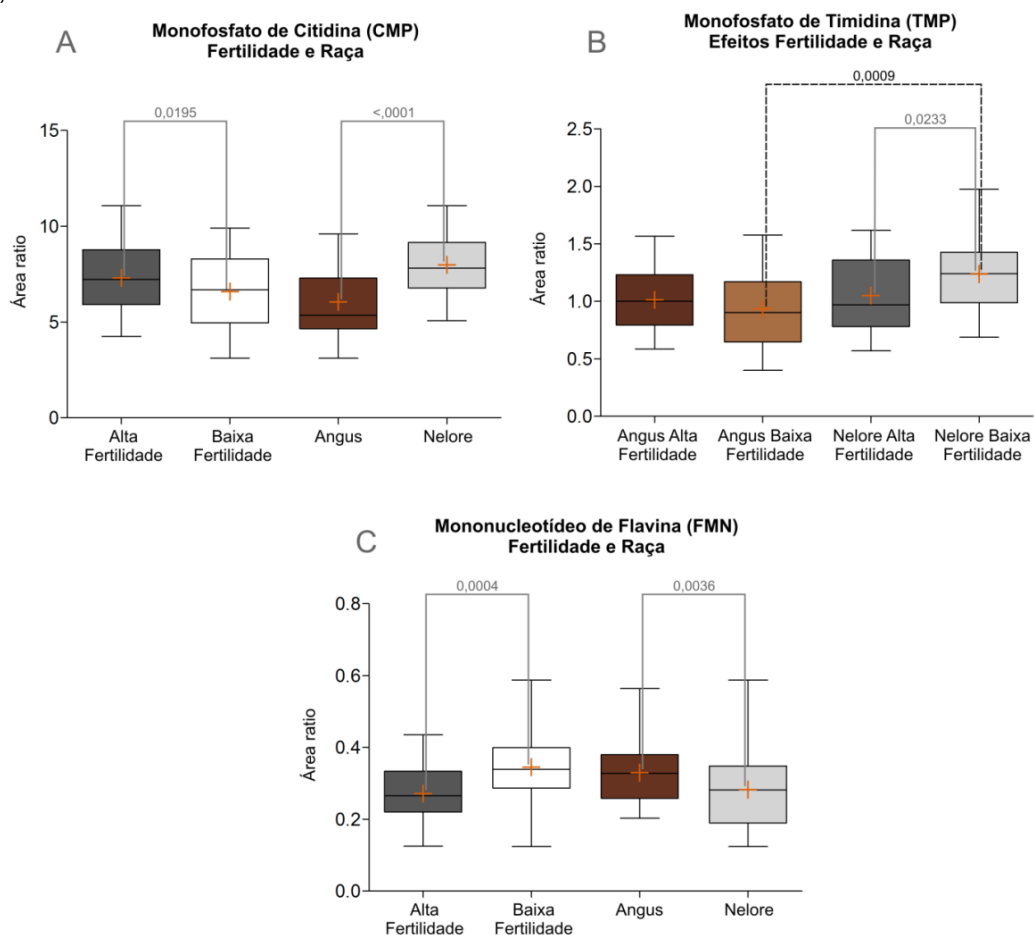 A
Monofosfato de Citidina (CMP)
Fertilidade e Raça
0,0195
<,0001
15
10
5
0
Área ratio
Alta
Fertilidade
Baixa
Fertilidade
Angus
Nelore
B
Monofosfato de Timidina (TMP)
Efeitos Fertilidade e Raça
0,0009
0,0233
2.5
2.0
1.5
1.0
0.5
0.0
Área ratio
Angus Alta
Fertilidade
Angus Baixa
Fertilidade
Nelore Alta
Fertilidade
Nelore Baixa
Fertilidade
C
Mononucleotídeo de Flavina (FMN)
Fertilidade e Raça
0,0004
0,0036
0.8
0.6
0.4
0.2
0.0
Área ratio
Alta
Fertilidade
Baixa
Fertilidade
Angus
Nelore